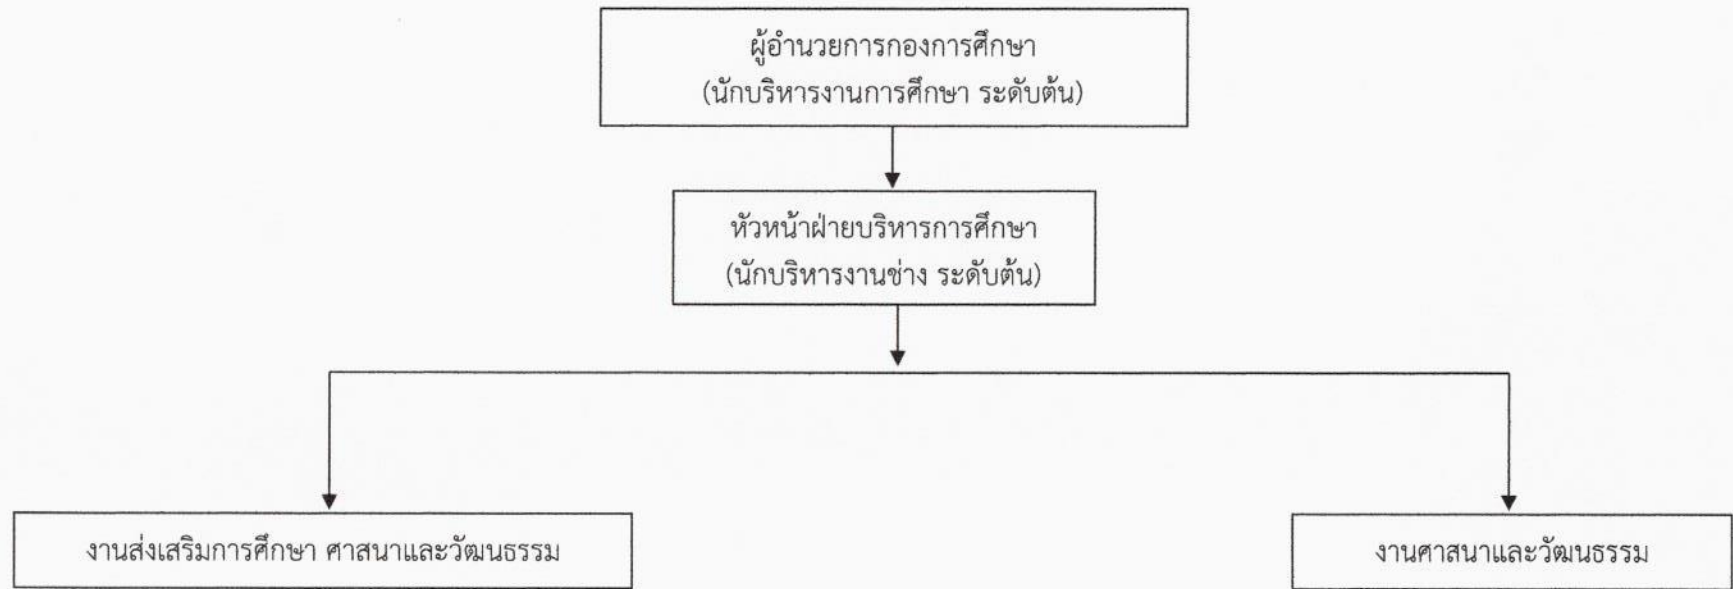 ผู้อำนวยการกองการศึกษา
(นักบริหารงานการศึกษา ระดับต้น)
หัวหน้าฝ่ายบริหารการศึกษา
(นักบริหารงานช่าง ระดับต้น)
งานส่งเสริมการศึกษา ศาสนาและวัฒนธรรม
งานศาสนาและวัฒนธรรม